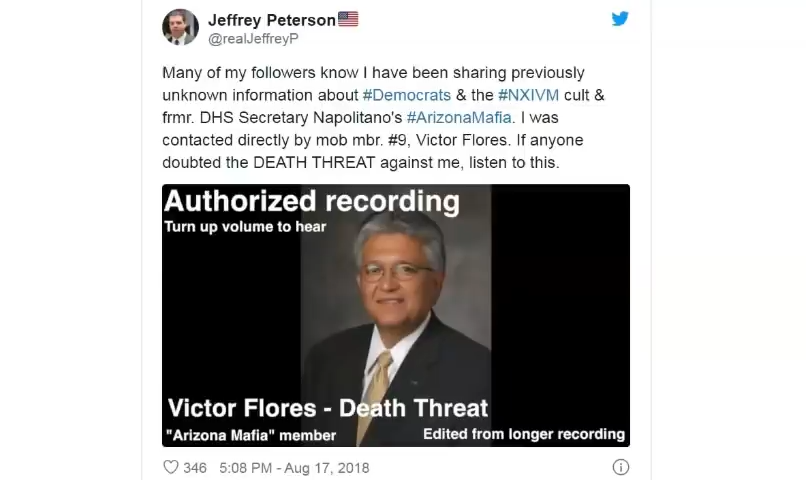 Jeffrey Peterson🇺🇸
@realJeffreyP
Many of my followers know I have been sharing previously
unknown information about #Democrats & the #NXIVM cult &
frmr. DHS Secretary Napolitano's #ArizonaMafia. I was
contacted directly by mob mbr. #9, Victor Flores. If anyone
doubted the DEATH THREAT against me, listen to this.
Authorized recording
Turn up volume to hear
Victor Flores - Death Threat
"Arizona Mafia" member
Edited from longer recording
346 5:08 PM - Aug 17, 2018